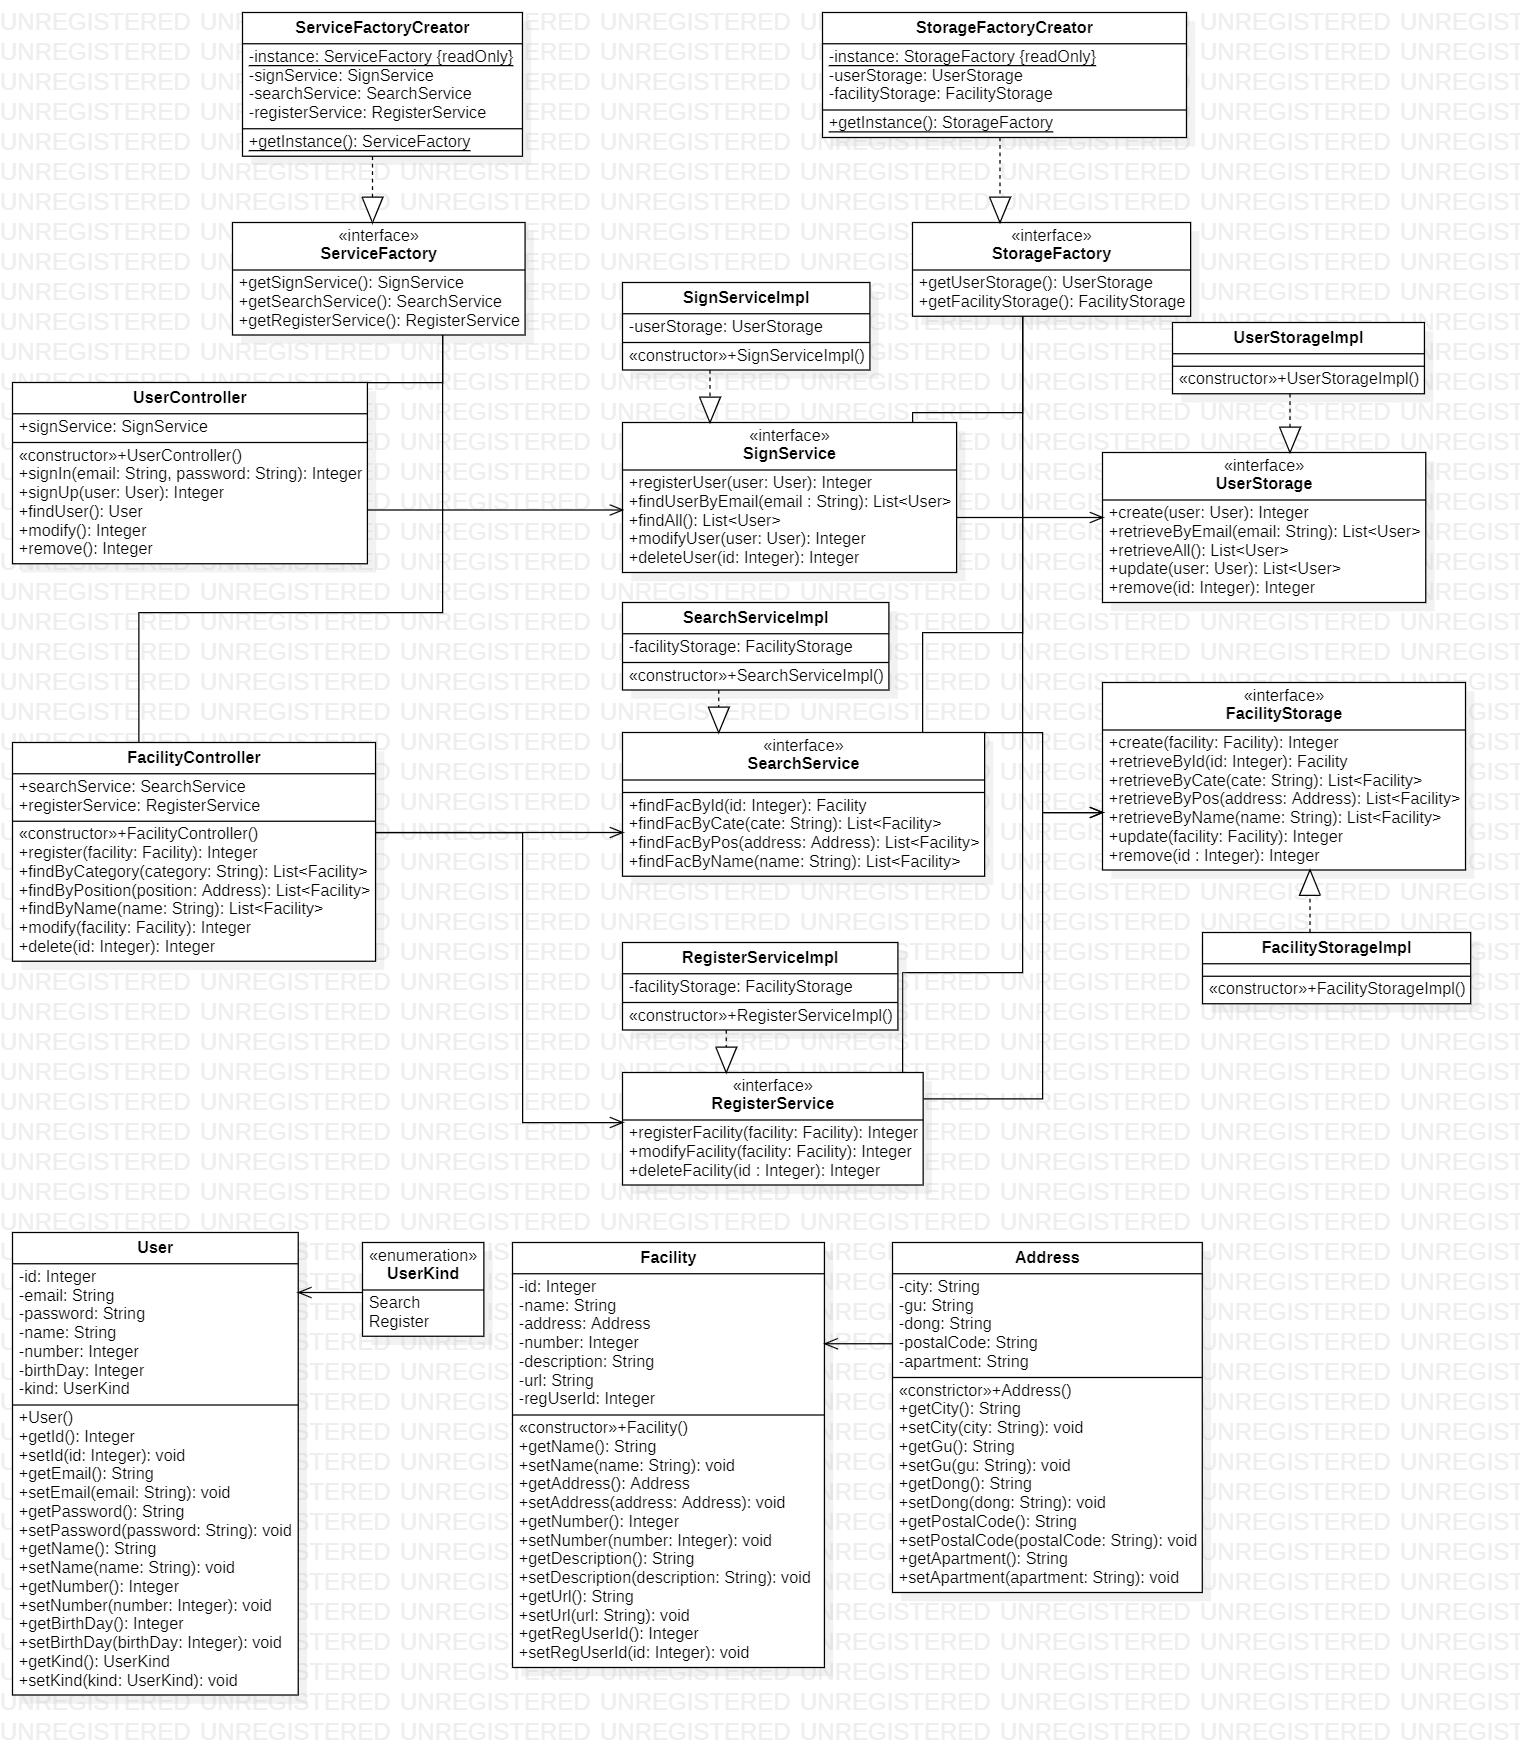 ServiceFactoryCreator
-instance: ServiceFactory {readOnly}
-signService: SignService
-searchService: SearchService
-registerService: RegisterService
+getInstance(): ServiceFactory
StorageFactoryCreator
-instance: StorageFactory {readOnly}
-userStorage: UserStorage
-facilityStorage: FacilityStorage
+getInstance(): StorageFactory
«interface»
ServiceFactory
+getSignService(): SignService
+getSearchService(): SearchService
+getRegisterService(): RegisterService
«interface»
StorageFactory
+getUserStorage(): UserStorage
+getFacilityStorage(): FacilityStorage
SignServiceImpl
-userStorage: UserStorage
«constructor»+SignServiceImpl()
UserStorageImpl
«constructor»+UserStorageImpl()
UserController
+signService: SignService
«constructor»+UserController()
+signIn(email: String, password: String): Integer
+signUp(user: User): Integer
+findUser(): User
+modify(): Integer
+remove(): Integer
«interface»
SignService
+registerUser(user: User): Integer
+findUserByEmail(email : String): List<User>
+findAll(): List<User>
+modifyUser(user: User): Integer
+deleteUser(id: Integer): Integer
«interface»
UserStorage
+create(user: User): Integer
+retrieveByEmail(email: String): List<User>
+retrieveAll(): List<User>
+update(user: User): List<User>
+remove(id: Integer): Integer
SearchServiceImpl
-facilityStorage: FacilityStorage
«constructor»+SearchServiceImpl()
«interface»
FacilityStorage
+create(facility: Facility): Integer
+retrieveById(id: Integer): Facility
+retrieveByCate(cate: String): List<Facility>
+retrieveByPos(address: Address): List<Facility>
+retrieveByName(name: String): List<Facility>
+update(facility: Facility): Integer
+remove(id : Integer): Integer
FacilityController
+searchService: SearchService
+registerService: RegisterService
«constructor»+FacilityController()
+register(facility: Facility): Integer
+findByCategory(category: String): List<Facility>
+findByPosition(position: Address): List<Facility>
+findByName(name: String): List<Facility>
+modify(facility: Facility): Integer
+delete(id: Integer): Integer
«interface»
SearchService
+findFacById(id: Integer): Facility
+findFacByCate(cate: String): List<Facility>
+findFacByPos(address: Address): List<Facility>
+findFacByName(name: String): List<Facility>
FacilityStorageImpl
«constructor»+FacilityStorageImpl()
RegisterServiceImpl
-facilityStorage: FacilityStorage
«constructor»+RegisterServiceImpl()
«interface»
RegisterService
+registerFacility(facility: Facility): Integer
+modifyFacility(facility: Facility): Integer
+deleteFacility(id : Integer): Integer
User
-id: Integer
-email: String
-password: String
-name: String
-number: Integer
-birthDay: Integer
-kind: UserKind
+User()
+getId(): Integer
+setId(id: Integer): void
+getEmail(): String
+setEmail(email: String): void
+getPassword(): String
+setPassword(password: String): void
+getName(): String
+setName(name: String): void
+getNumber(): Integer
+setNumber(number: Integer): void
+getBirthDay(): Integer
+setBirthDay(birthDay: Integer): void
+getKind(): UserKind
+setKind(kind: UserKind): void
«enumeration»
UserKind
Search
Register
Facility
-id: Integer
-name: String
-address: Address
-number: Integer
-description: String
-url: String
-regUserId: Integer
«constructor»+Facility()
+getName(): String
+setName(name: String): void
+getAddress(): Address
+setAddress(address: Address): void
+getNumber(): Integer
+setNumber(number: Integer): void
+getDescription(): String
+setDescription(description: String): void
+getUrl(): String
+setUrl(url: String): void
+getRegUserId(): Integer
+setRegUserId(id: Integer): void
Address
-city: String
-gu: String
-dong: String
-postalCode: String
-apartment: String
«constrictor»+Address()
+getCity(): String
+setCity(city: String): void
+getGu(): String
+setGu(gu: String): void
+getDong(): String
+setDong(dong: String): void
+getPostalCode(): String
+setPostalCode(postalCode: String): void
+getApartment(): String
+setApartment(apartment: String): void
UNREGISTERED